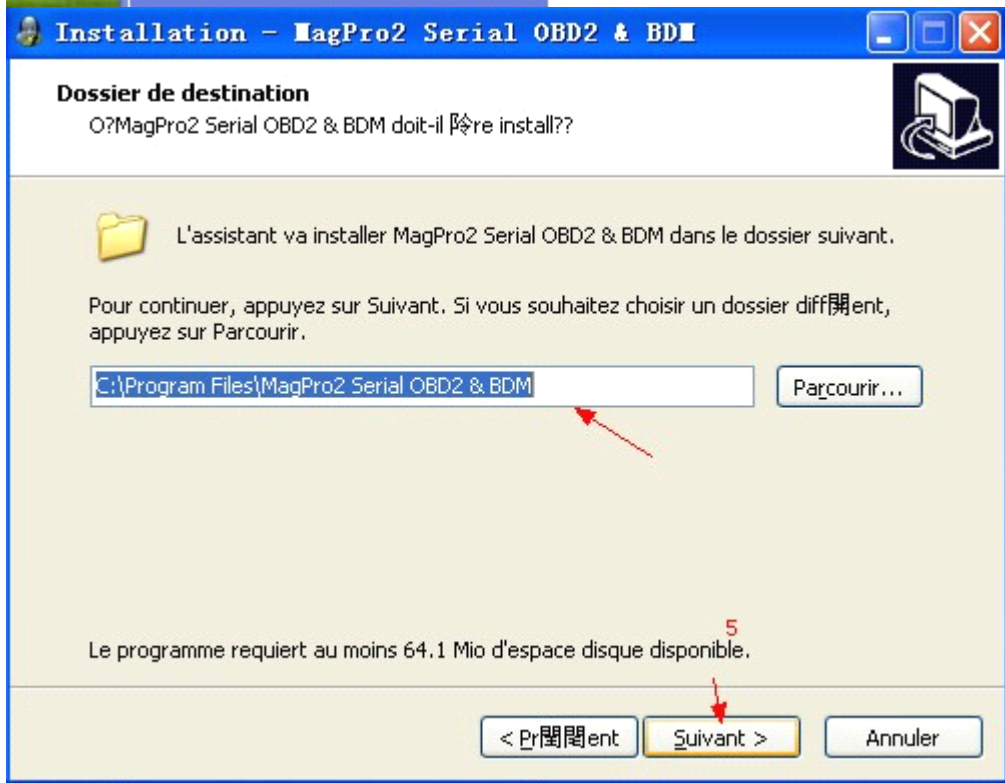 Installation - MagPro2 Serial OBD2 & BDM
Dossier de destination
O?MagPro2 Serial OBD2 & BDM doit-il 阾re install??
L'assistant va installer MagPro2 Serial OBD2 & BDM dans le dossier suivant.
Pour continuer, appuyez sur Suivant. Si vous souhaitez choisir un dossier diff閞ent,
appuyez sur Parcourir.
C:\Program Files\MagPro2 Serial OBD2 & BDM
Parcourir...
5
Le programme requiert au moins 64.1 Mio d'espace disque disponible.
< Pr閏閐ent
Suivant >
Annuler